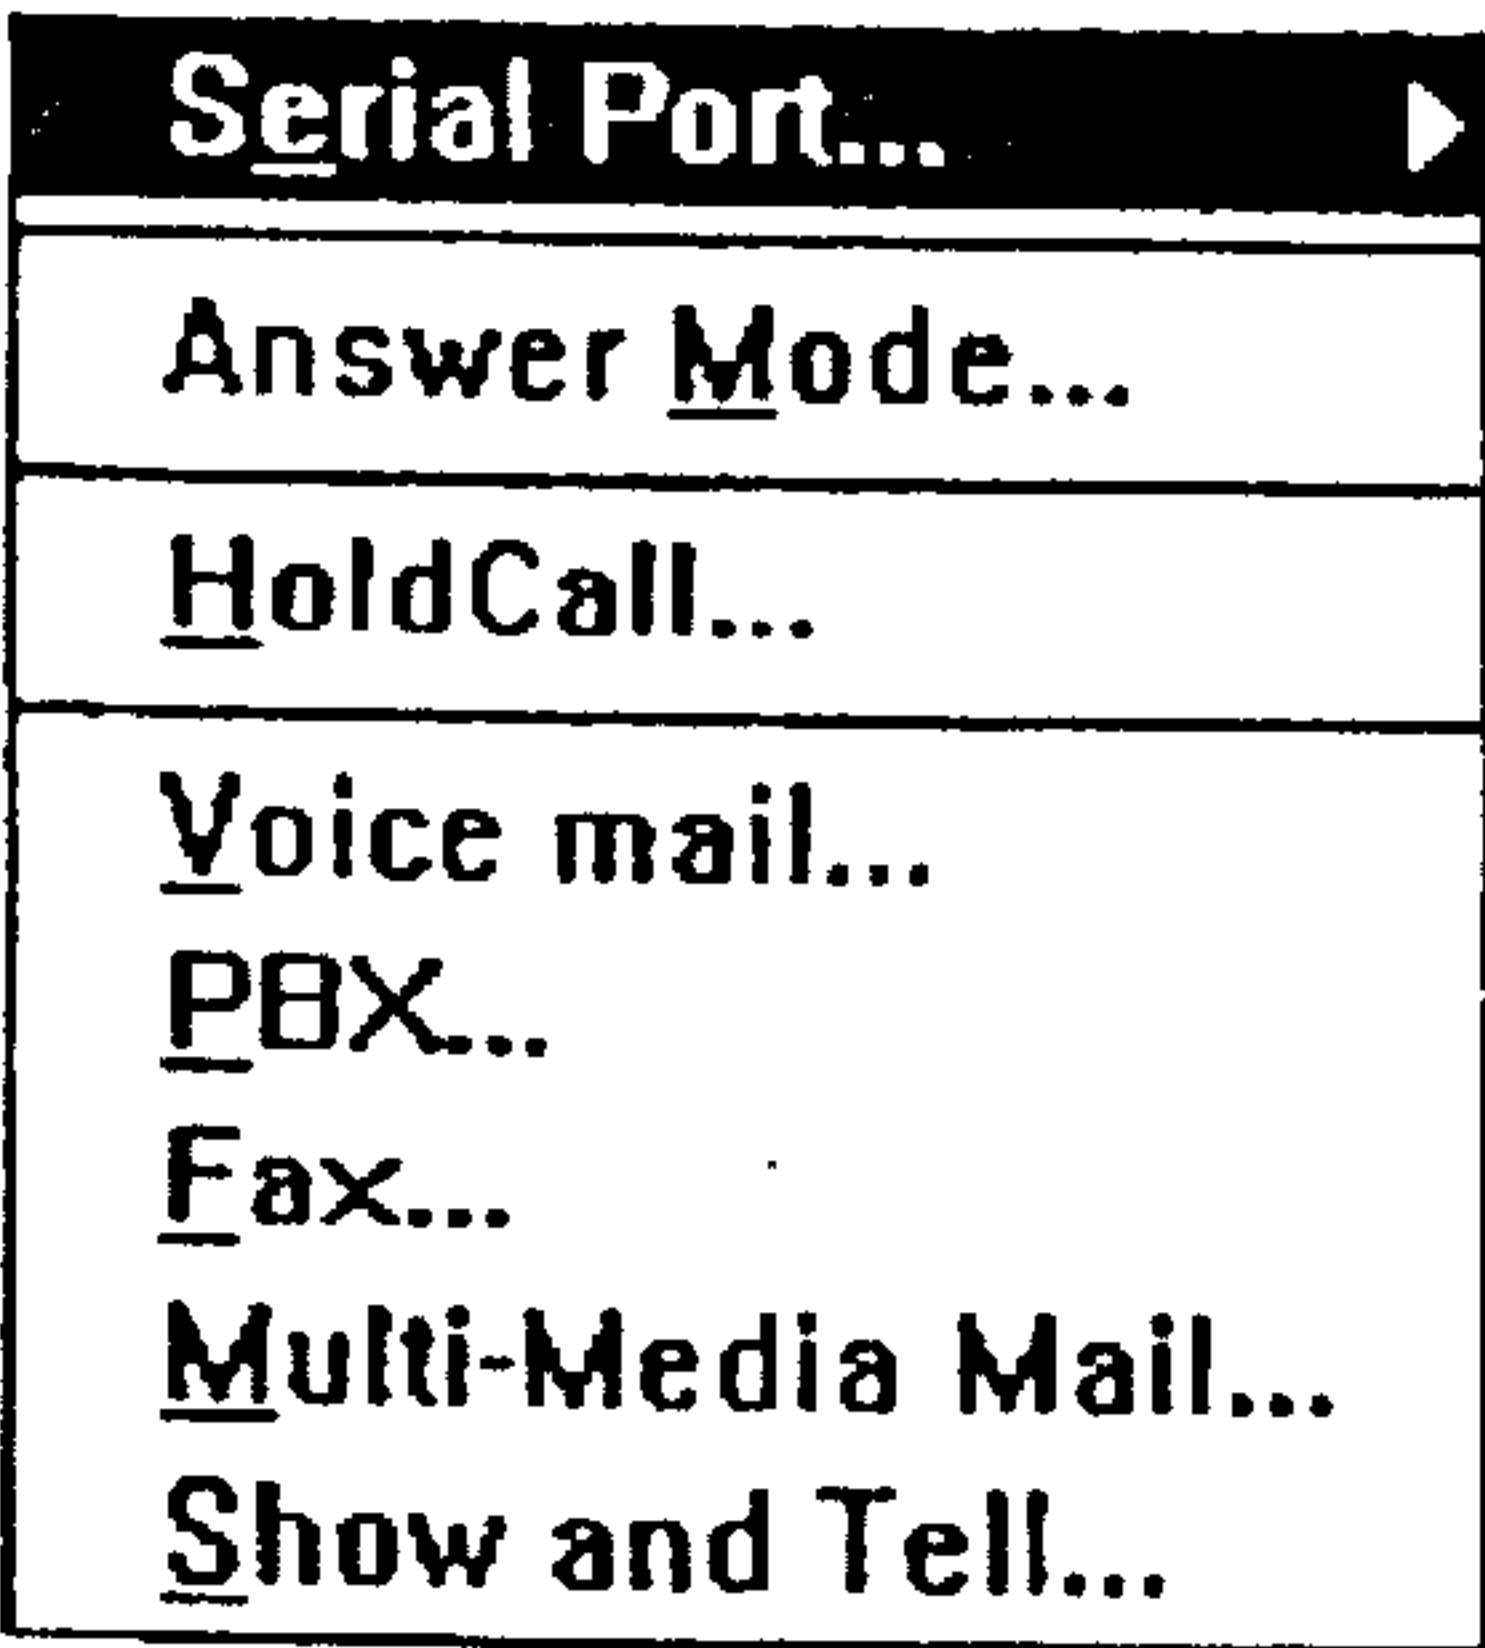 Serial Port...
Answer Mode...
HoldCall...
Voice mail...
PBX...
Fax...
Multi-Media Mail...
Show and Tell...